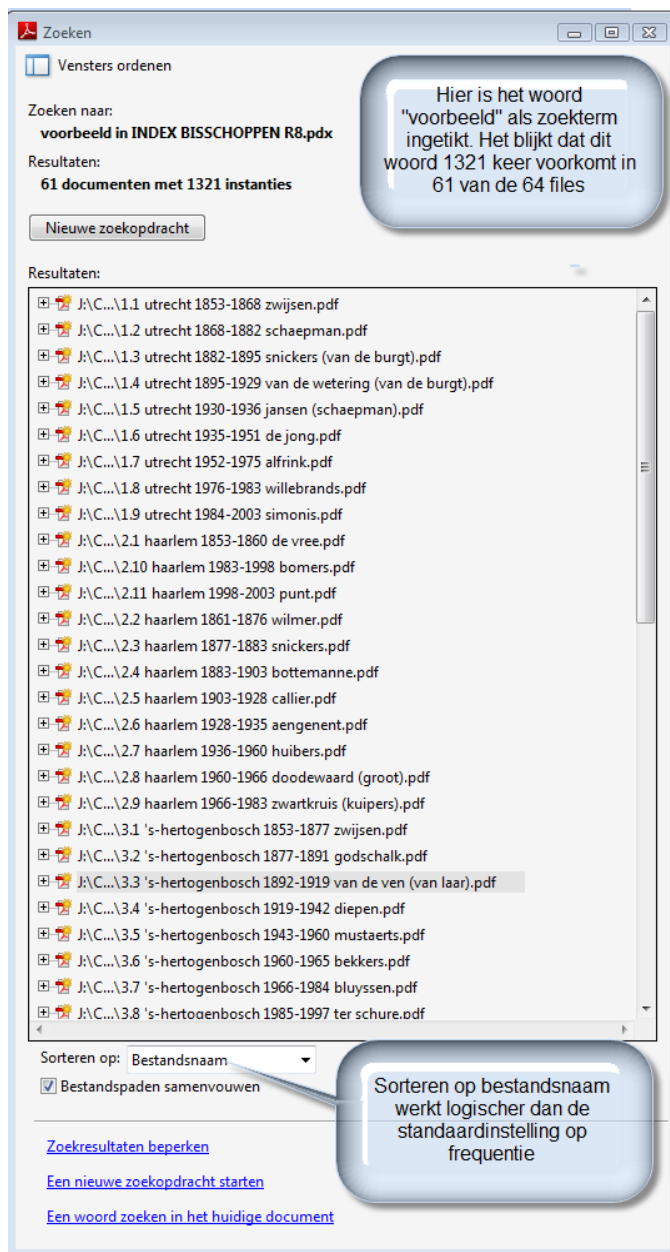 Zoeken
Vensters ordenen
Hier is het woord
"voorbeeld" als zoekterm
ingetikt. Het blijkt dat dit
woord 1321 keer voorkomt in
61 van de 64 files
Zoeken naar:
voorbeeld in INDEX BISSCHOPPEN R8.pdx
Resultaten:
61 documenten met 1321 instanties
Nieuwe zoekopdracht
Resultaten:
J:\C...\1.1 utrecht 1853-1868 zwijsen.pdf
J:\C...\1.2 utrecht 1868-1882 schaepman.pdf
J:\C...\1.3 utrecht 1882-1895 snickers (van de burgt).pdf
J:\C...\1.4 utrecht 1895-1929 van de wetering (van de burgt).pdf
J:\C...\1.5 utrecht 1930-1936 jansen (schaepman).pdf
J:\C...\1.6 utrecht 1935-1951 de jong.pdf
J:\C...\1.7 utrecht 1952-1975 alfrink.pdf
J:\C...\1.8 utrecht 1976-1983 willebrands.pdf
J:\C...\1.9 utrecht 1984-2003 simonis.pdf
J:\C...\2.1 haarlem 1853-1860 de vree.pdf
J:\C...\2.10 haarlem 1983-1998 bomers.pdf
J:\C...\2.11 haarlem 1998-2003 punt.pdf
J:\C...\2.2 haarlem 1861-1876 wilmer.pdf
J:\C...\2.3 haarlem 1877-1883 snickers.pdf
J:\C...\2.4 haarlem 1883-1903 bottemanne.pdf
J:\C...\2.5 haarlem 1903-1928 callier.pdf
J:\C...\2.6 haarlem 1928-1935 aengenent.pdf
J:\C...\2.7 haarlem 1936-1960 huibers.pdf
J:\C...\2.8 haarlem 1960-1966 doodewaard (groot).pdf
J:\C...\2.9 haarlem 1966-1983 zwartkruis (kuipers).pdf
J:\C...\3.1 's-hertogenbosch 1853-1877 zwijsen.pdf
J:\C...\3.2 's-hertogenbosch 1877-1891 godschalk.pdf
J:\C...\3.3 's-hertogenbosch 1892-1919 van de ven (van laar).pdf
J:\C...\3.4 's-hertogenbosch 1919-1942 diepen.pdf
J:\C...\3.5 's-hertogenbosch 1943-1960 mustaerts.pdf
J:\C...\3.6 's-hertogenbosch 1960-1965 bekkers.pdf
J:\C...\3.7 's-hertogenbosch 1966-1984 bluyssen.pdf
J:\C...\3.8 's-hertogenbosch 1985-1997 ter schure.pdf
Sorteren op: Bestandsnaam
Bestandspaden samenvouwen
Sorteren op bestandsnaam
werkt logischer dan de
standaardinstelling op
frequentie
Zoekresultaten beperken
Een nieuwe zoekopdracht starten
Een woord zoeken in het huidige document